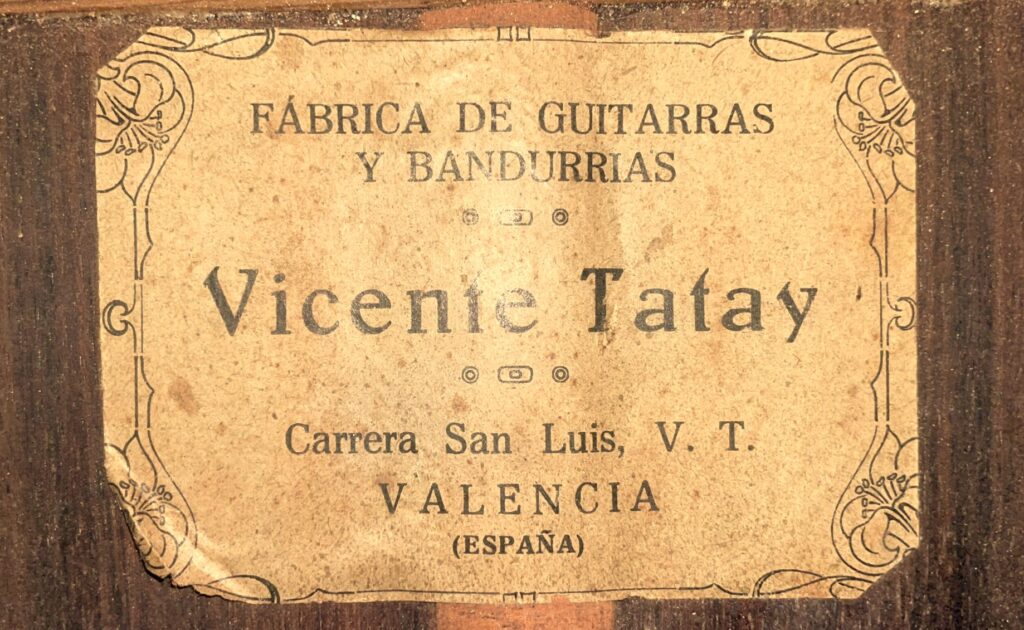 FÁBRICA DE GUITARRAS
Y BANDURRIAS
Vicente Tatay
Carrera San Luis, V. T.
VALENCIA
(ESPAÑA)